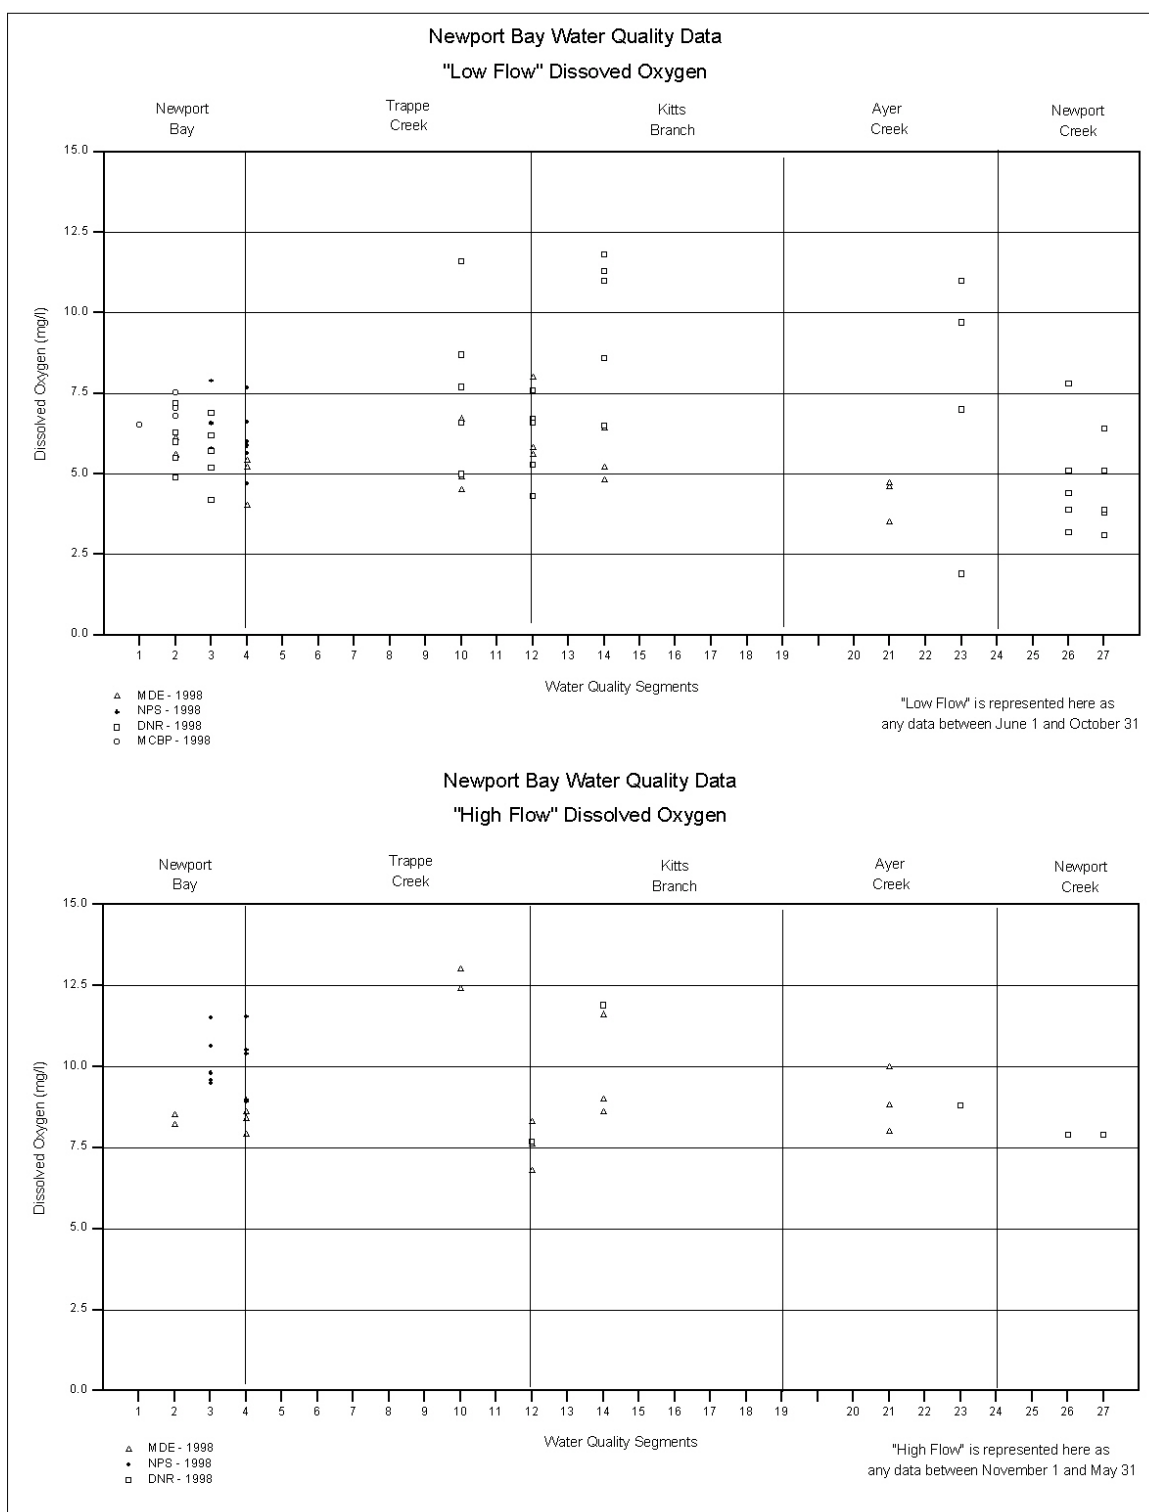 Newport Bay Water Quality Data
"Low Flow" Dissoved Oxygen
Newport
Bay
Trappe
Creek
Kitts
Branch
Ayer
Creek
Newport
Creek
15.0
12.5
10.0
7.5
5.0
2.5
0.0
Dissolved Oxygen (mg/l)
1 2 3 4 5 6 7 8 9 10 11 12 13 14 15 16 17 18 19 20 21 22 23 24 25 26 27
Water Quality Segments
MDE - 1998
NPS - 1998
DNR - 1998
MCBP - 1998
"Low Flow" is represented here as
any data between June 1 and October 31
Newport Bay Water Quality Data
"High Flow" Dissolved Oxygen
Newport
Bay
Trappe
Creek
Kitts
Branch
Ayer
Creek
Newport
Creek
15.0
12.5
10.0
7.5
5.0
2.5
0.0
Dissolved Oxygen (mg/l)
1 2 3 4 5 6 7 8 9 10 11 12 13 14 15 16 17 18 19 20 21 22 23 24 25 26 27
Water Quality Segments
MDE - 1998
NPS - 1998
DNR - 1998
"High Flow" is represented here as
any data between November 1 and May 31